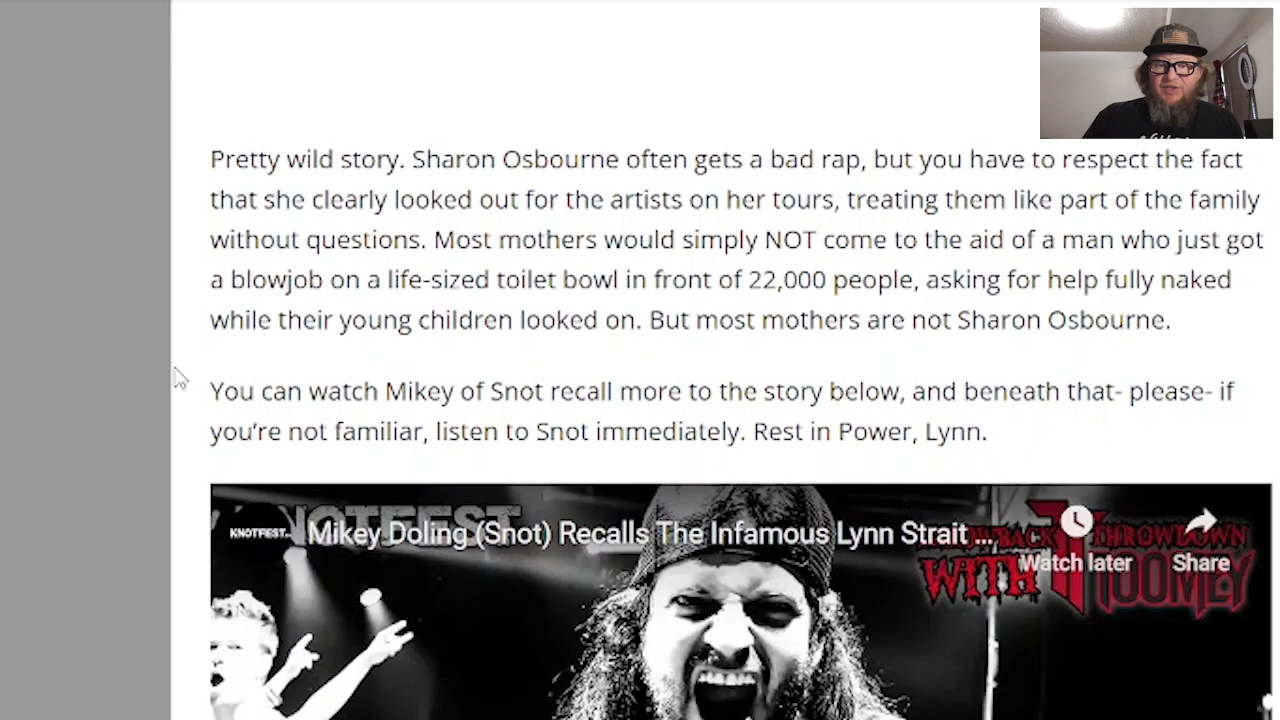 Pretty wild story. Sharon Osbourne often gets a bad rap, but you have to respect the fact
that she clearly looked out for the artists on her tours, treating them like part of the family
without questions. Most mothers would simply NOT come to the aid of a man who just got
a blowjob on a life-sized toilet bowl in front of 22,000 people, asking for help fully naked
while their young children looked on. But most mothers are not Sharon Osbourne.
You can watch Mikey of Snot recall more to the story below, and beneath that- please- if
you’re not familiar, listen to Snot immediately. Rest in Power, Lynn.
KNOTFEST
KNOTFEST.. Mikey Doling (Snot) Recalls The Infamous Lynn Strait ...
THROWDOWN
Watch later Share
WITH TOOMEY